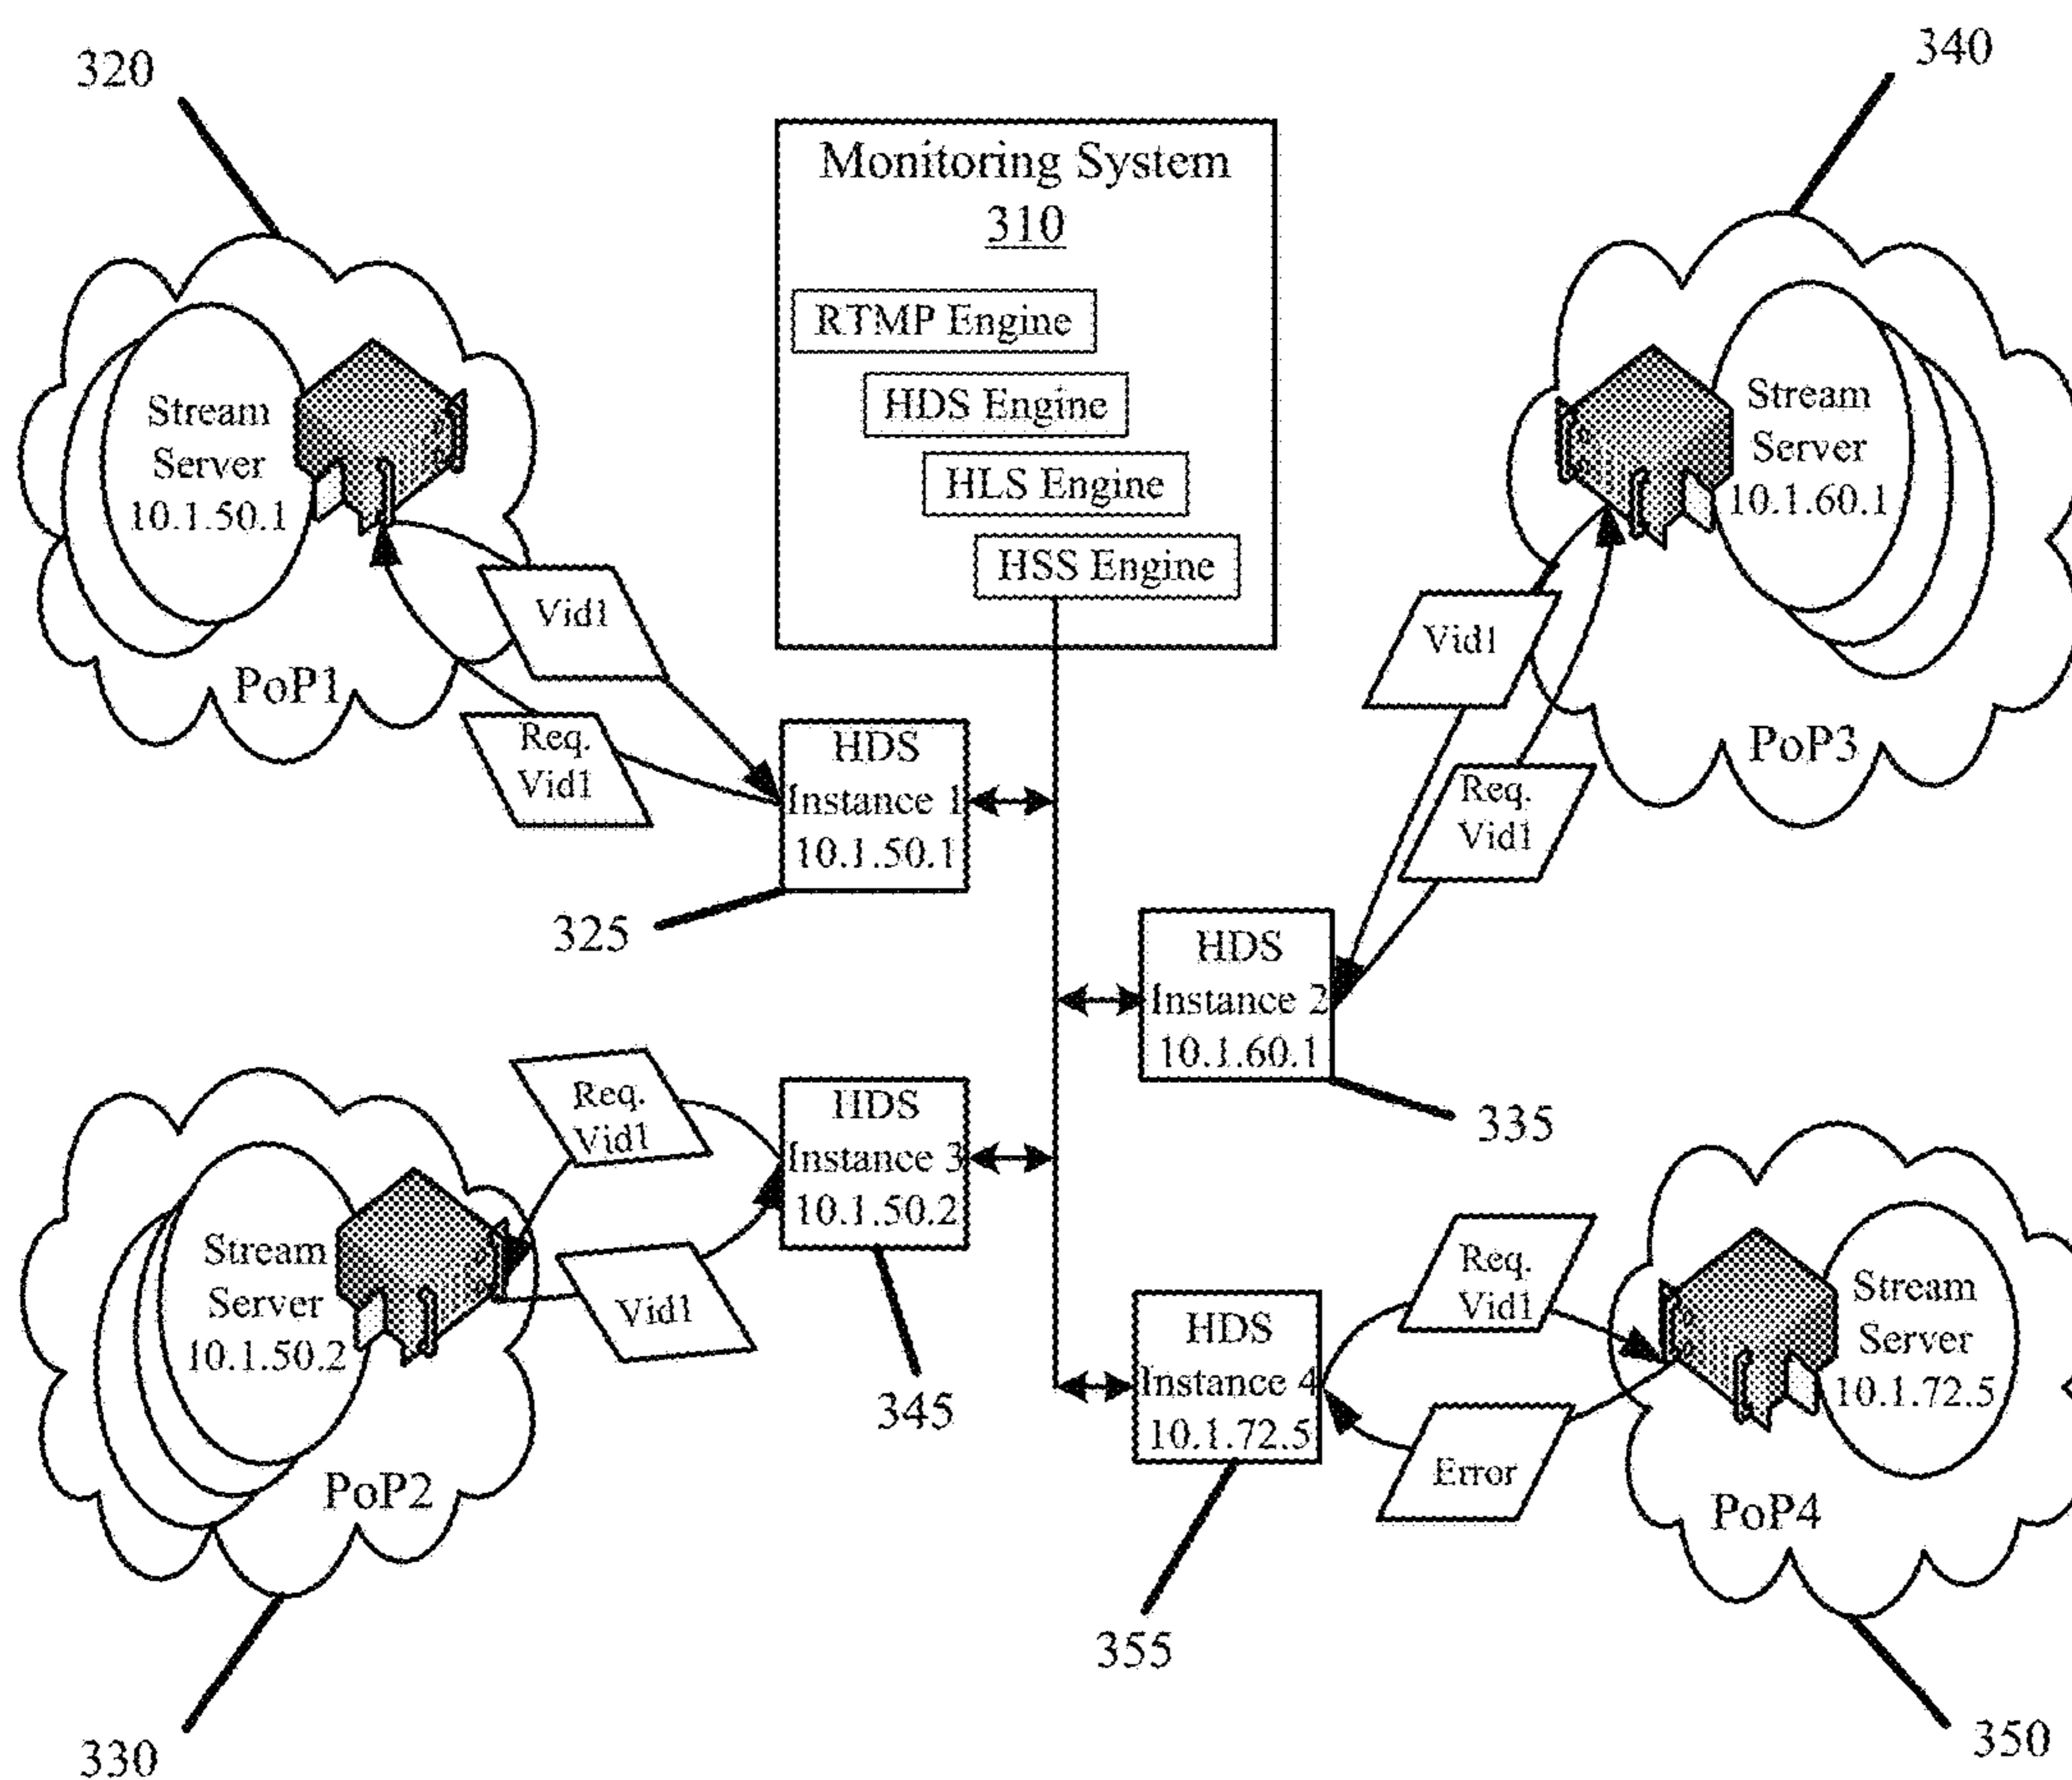 320
340
Monitoring System
310
RTMP Engine
HDS Engine
HLS Engine
HSS Engine
Stream
Server
10.1.50.1
PoP1
Vid1
Req.
Vid1
HDS
Instance 1
10.1.50.1
325
Stream
Server
10.1.60.1
PoP3
Vid1
Req.
Vid1
HDS
Instance 2
10.1.60.1
335
Req.
Vid1
HDS
Instance 3
10.1.50.2
345
Stream
Server
10.1.50.2
Vid1
PoP2
330
HDS
Instance 4
10.1.72.5
355
Req.
Vid1
Error
Stream
Server
10.1.72.5
PoP4
350